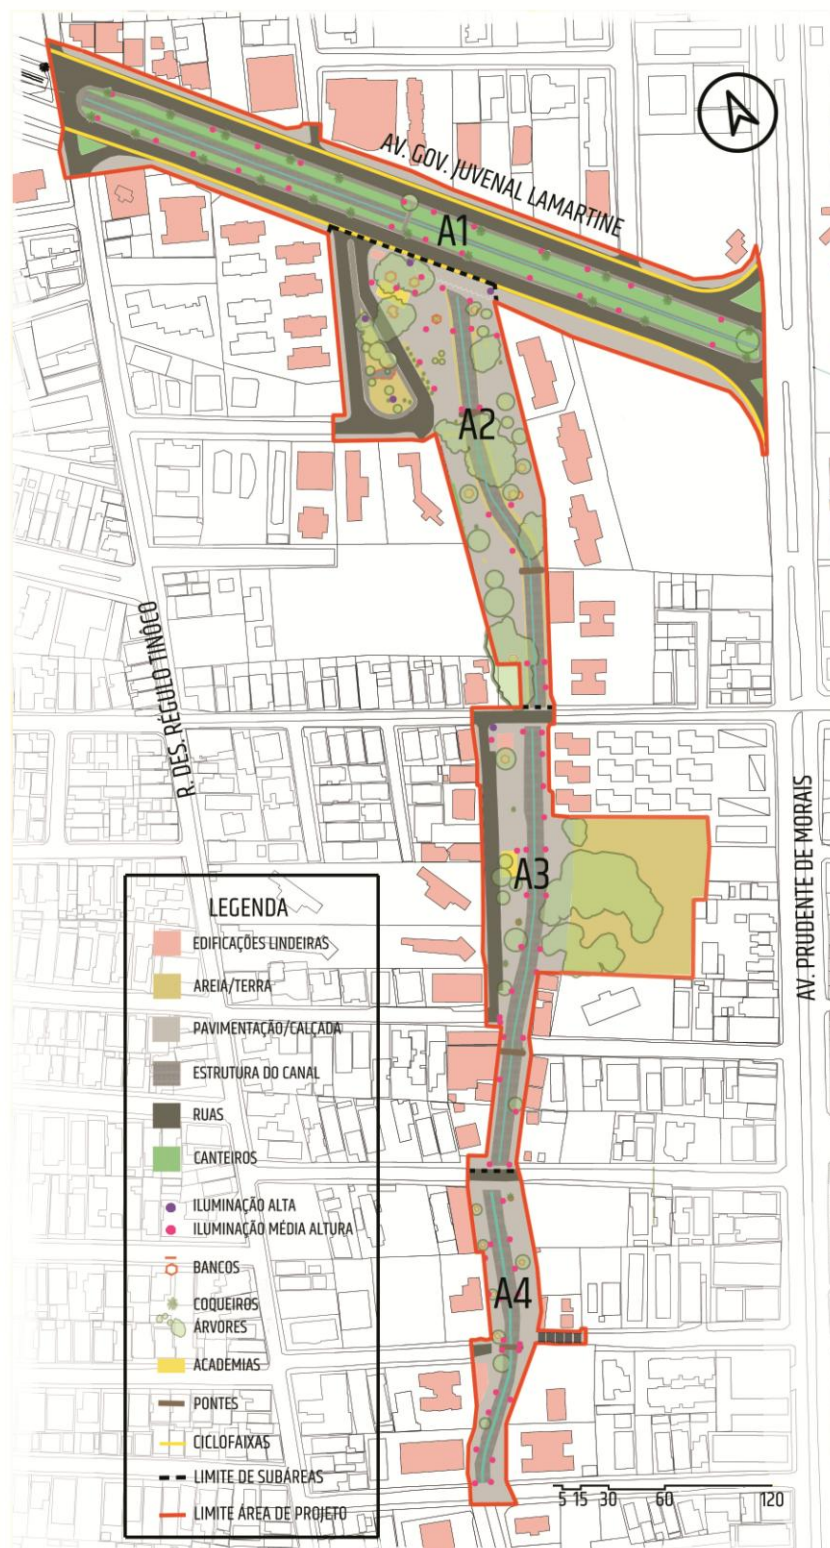 AV. GOV. JUVENAL LAMARTINE
A1
A2
R. DES. RÉGULO TINÔCO
AV. PRUDENTE DE MORAIS
A3
LEGENDA
EDIFICAÇÕES LINDEIRAS
AREIA/TERRA
PAVIMENTAÇÃO/CALÇADA
ESTRUTURA DO CANAL
RUAS
CANTEIROS
ILUMINAÇÃO ALTA
ILUMINAÇÃO MÉDIA ALTURA
BANCOS
COQUEIROS
ÁRVORES
ACADEMIAS
PONTES
CICLOFAIXAS
LIMITE DE SUBÁREAS
LIMITE ÁREA DE PROJETO
A4
5 15 30 60 120